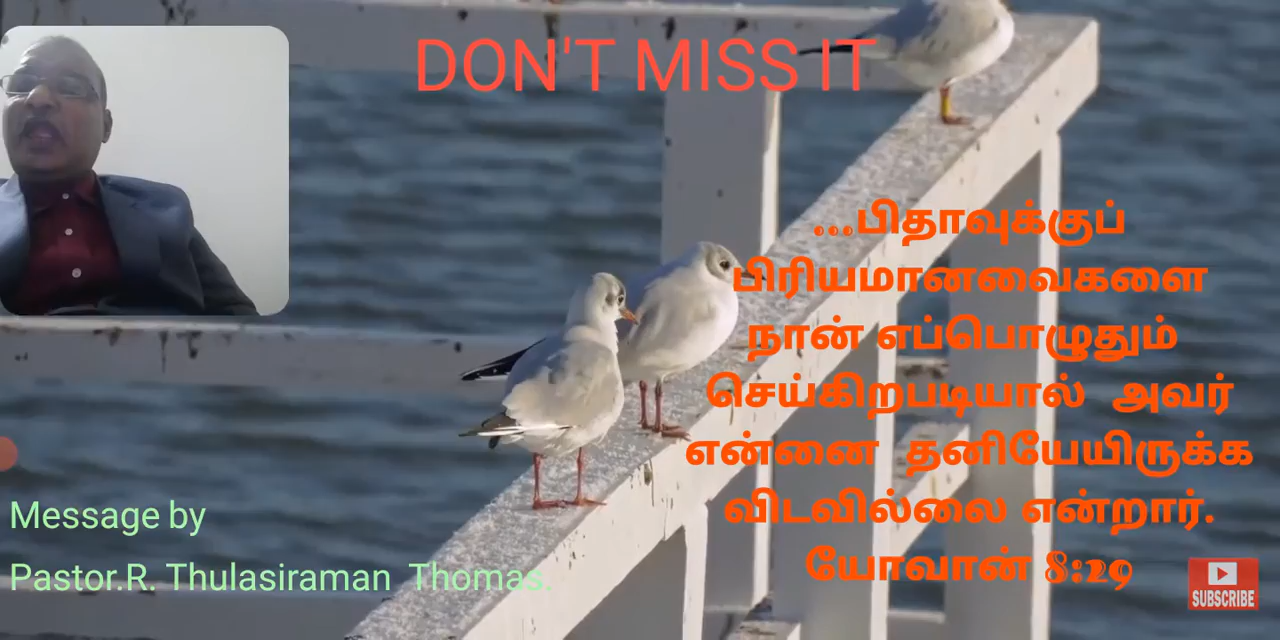 DON'T MISS IT
...பிதாவுக்குப்
பிரியமானவைகளை
நான் எப்பொழுதும்
செய்கிறபடியால் அவர்
என்னை தனியேயிருக்க
விடவில்லை என்றார்.
யோவான் 8:29
Message by
Pastor.R. Thulasiraman Thomas.
SUBSCRIBE